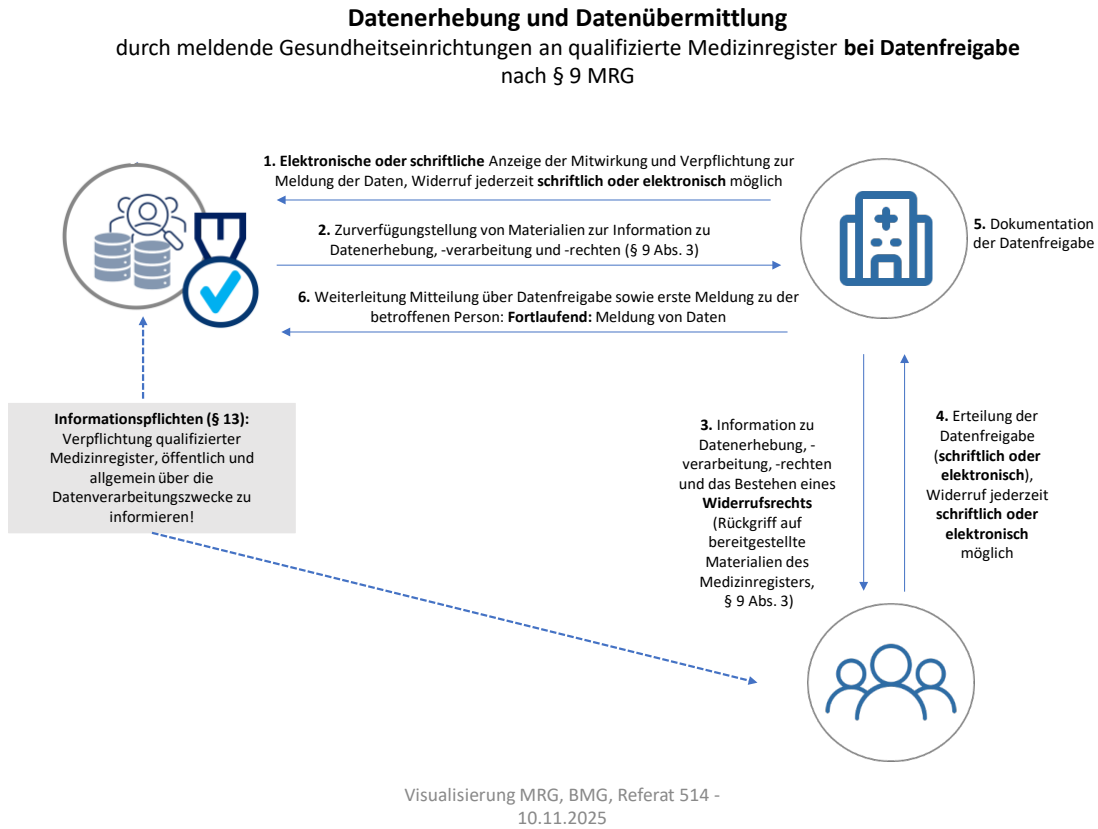 Datenerhebung und Datenübermittlung
durch meldende Gesundheitseinrichtungen an qualifizierte Medizinregister bei Datenfreigabe
nach § 9 MRG
1. Elektronische oder schriftliche Anzeige der Mitwirkung und Verpflichtung zur
Meldung der Daten, Widerruf jederzeit schriftlich oder elektronisch möglich
2. Zurverfügungstellung von Materialien zur Information zu
Datenerhebung, -verarbeitung und -rechten (§ 9 Abs. 3)
6. Weiterleitung Mitteilung über Datenfreigabe sowie erste Meldung zu der
betroffenen Person: Fortlaufend: Meldung von Daten
5. Dokumentation
der Datenfreigabe
Informationspflichten (§ 13):
Verpflichtung qualifizierter
Medizinregister, öffentlich und
allgemein über die
Datenverarbeitungszwecke zu
informieren!
3. Information zu
Datenerhebung, -
verarbeitung, -rechten
und das Bestehen eines
Widerrufsrechts
(Rückgriff auf
bereitgestellte
Materialien des
Medizinregisters,
§ 9 Abs. 3)
4. Erteilung der
Datenfreigabe
(schriftlich oder
elektronisch),
Widerruf jederzeit
schriftlich oder
elektronisch
möglich
Visualisierung MRG, BMG, Referat 514 -
10.11.2025